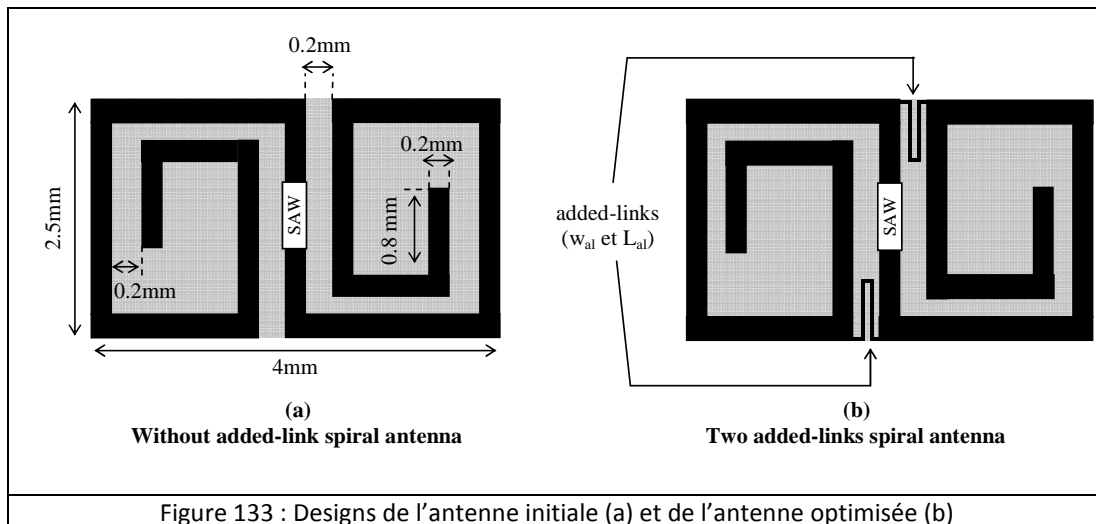 0.2mm
2.5mm
0.2mm
0.8 mm
SAW
0.2mm
4mm
(a)
Without added-link spiral antenna
added-links
(w_al et L_al)
SAW
(b)
Two added-links spiral antenna
Figure 133 : Designs de l'antenne initiale (a) et de l'antenne optimisée (b)